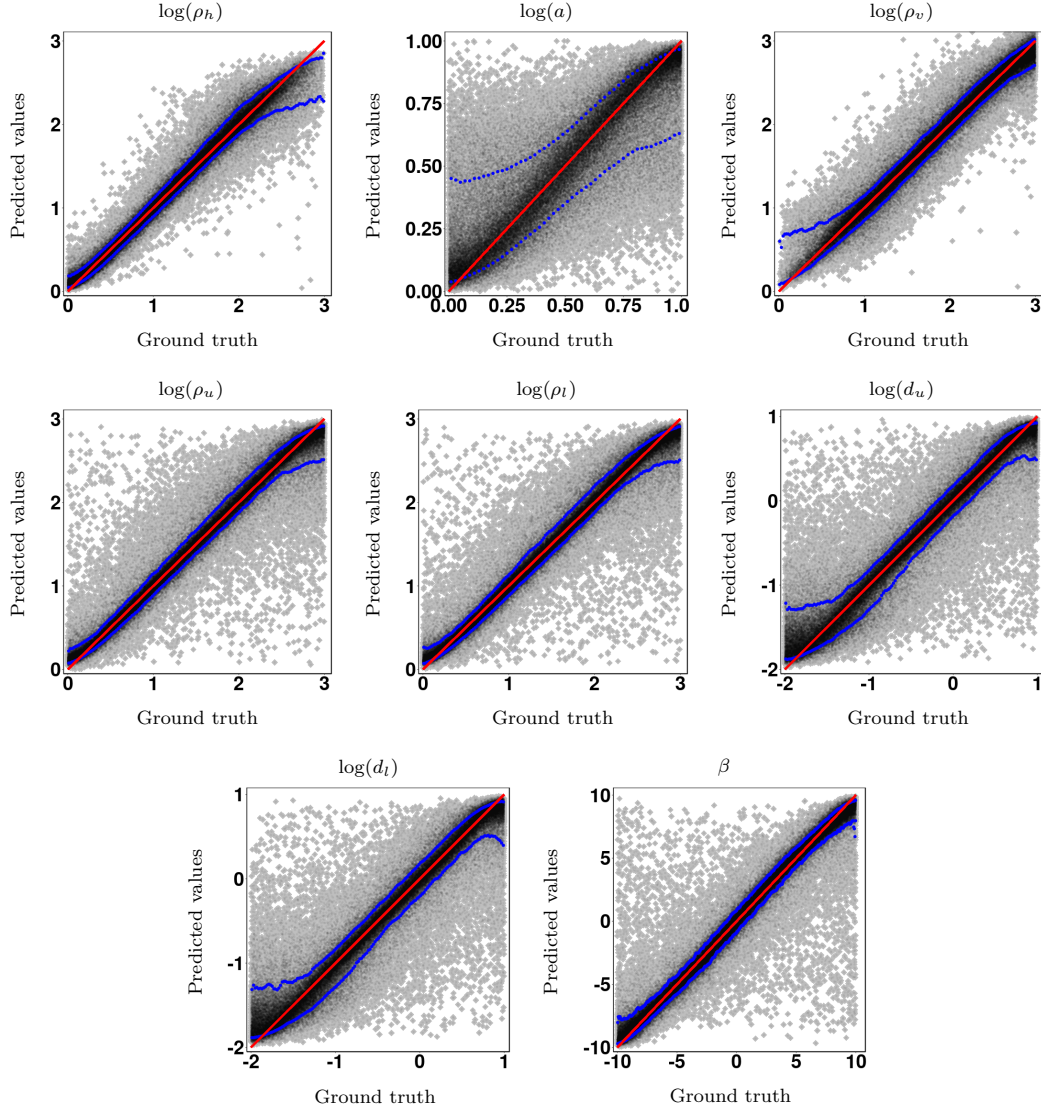 log(ρ_h) log(a) log(ρ_v)
Predicted values 3 2 1 0 Predicted values 1.00 0.75 0.50 0.25 0.00 Predicted values 3 2 1 0
0 1 2 3 0.00 0.25 0.50 0.75 1.0 0 1 2 3
Ground truth Ground truth Ground truth
log(ρ_u) log(ρ_l) log(d_u)
Predicted values 3 2 1 0 Predicted values 3 2 1 0 Predicted values 1 0 -1 -2
0 1 2 3 0 1 2 3 -2 -1 0 1
Ground truth Ground truth Ground truth
log(d_l) β
Predicted values 1 0 -1 -2 Predicted values 10 5 0 -5 -10
-2 -1 0 1 -10 -5 0 5 10
Ground truth Ground truth